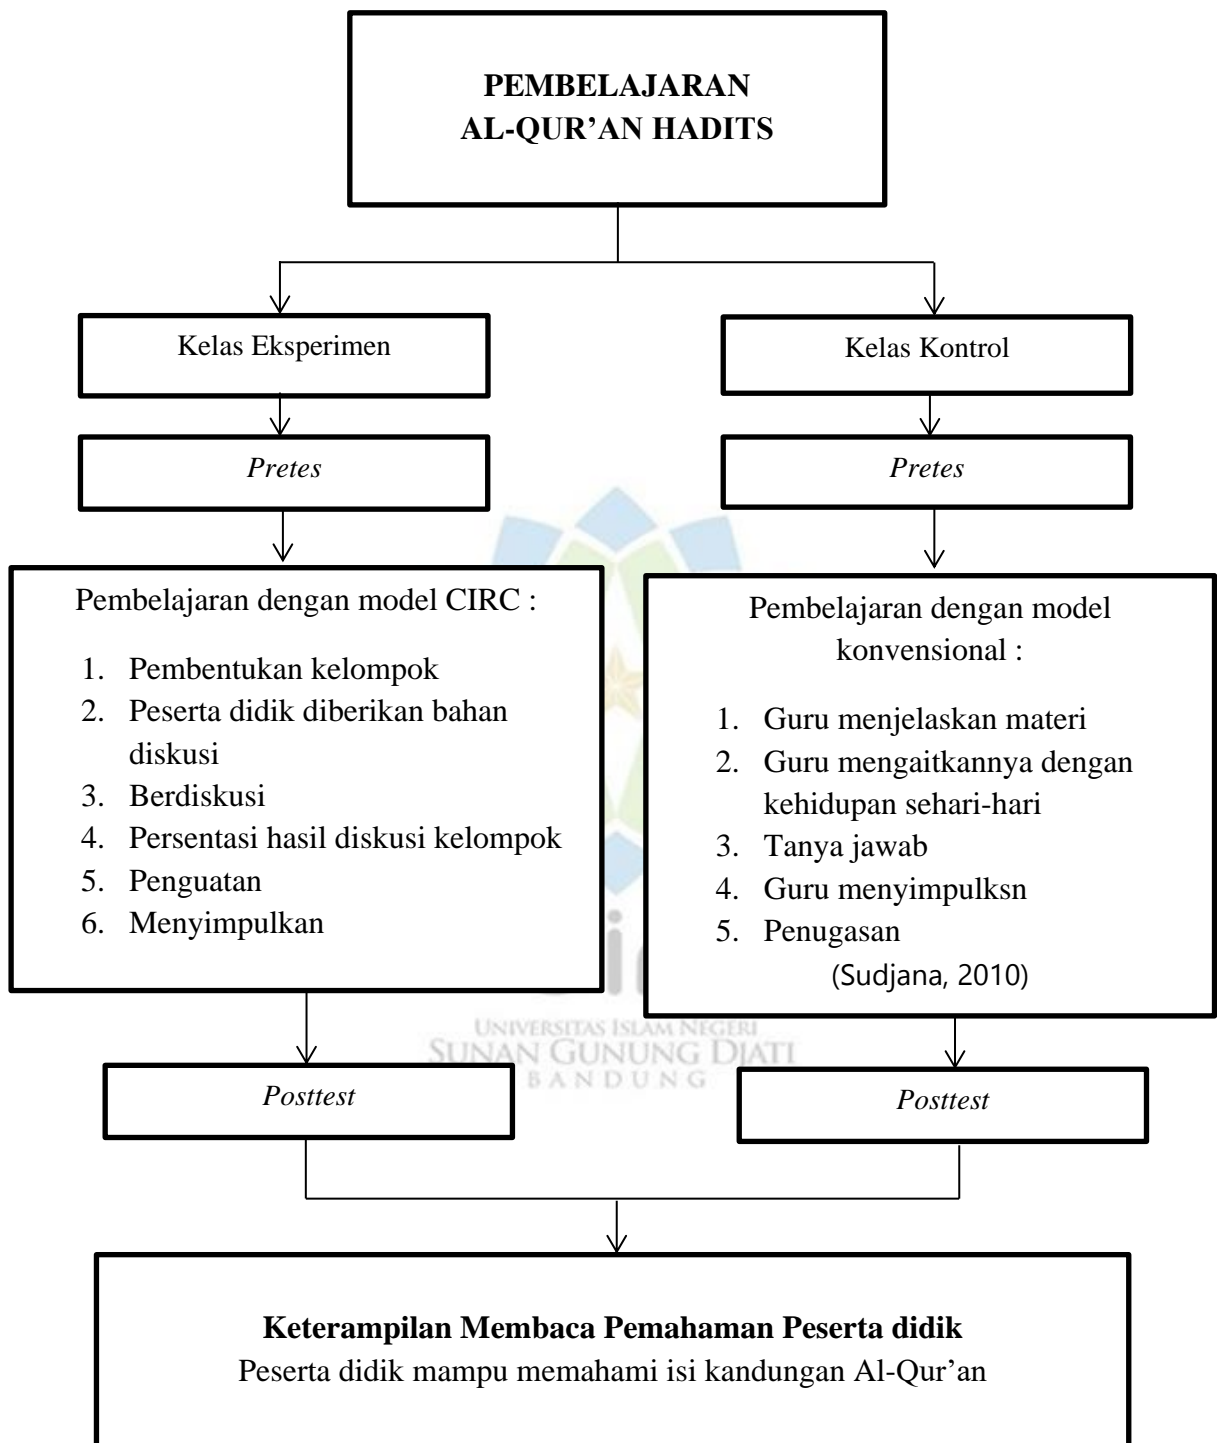 PEMBELAJARAN
AL-QUR’AN HADITS
Kelas Eksperimen
Kelas Kontrol
Pretes
Pretes
Pembelajaran dengan model CIRC :
1. Pembentukan kelompok
2. Peserta didik diberikan bahan
diskusi
3. Berdiskusi
4. Persentasi hasil diskusi kelompok
5. Penguatan
6. Menyimpulkan
Pembelajaran dengan model
konvensional :
1. Guru menjelaskan materi
2. Guru mengaitkannya dengan
kehidupan sehari-hari
3. Tanya jawab
4. Guru menyimpulksn
5. Penugasan
(Sudjana, 2010)
UNIVERSITAS ISLAM NEGERI
SUNAN GUNUNG DJATI
BANDUNG
Posttest
Posttest
Keterampilan Membaca Pemahaman Peserta didik
Peserta didik mampu memahami isi kandungan Al-Qur’an